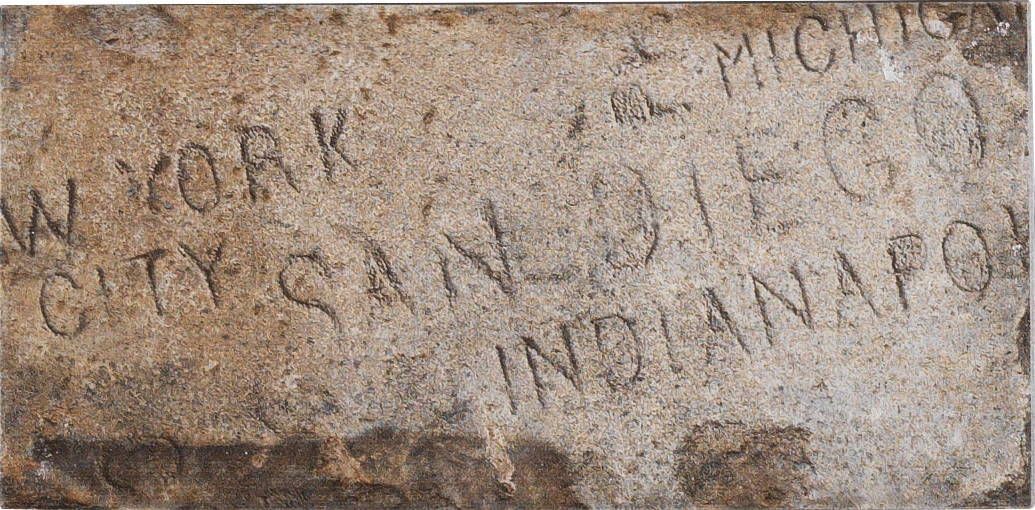 MICHIGA
W YORK
CITY
SAN DIEGO
INDIANAPO